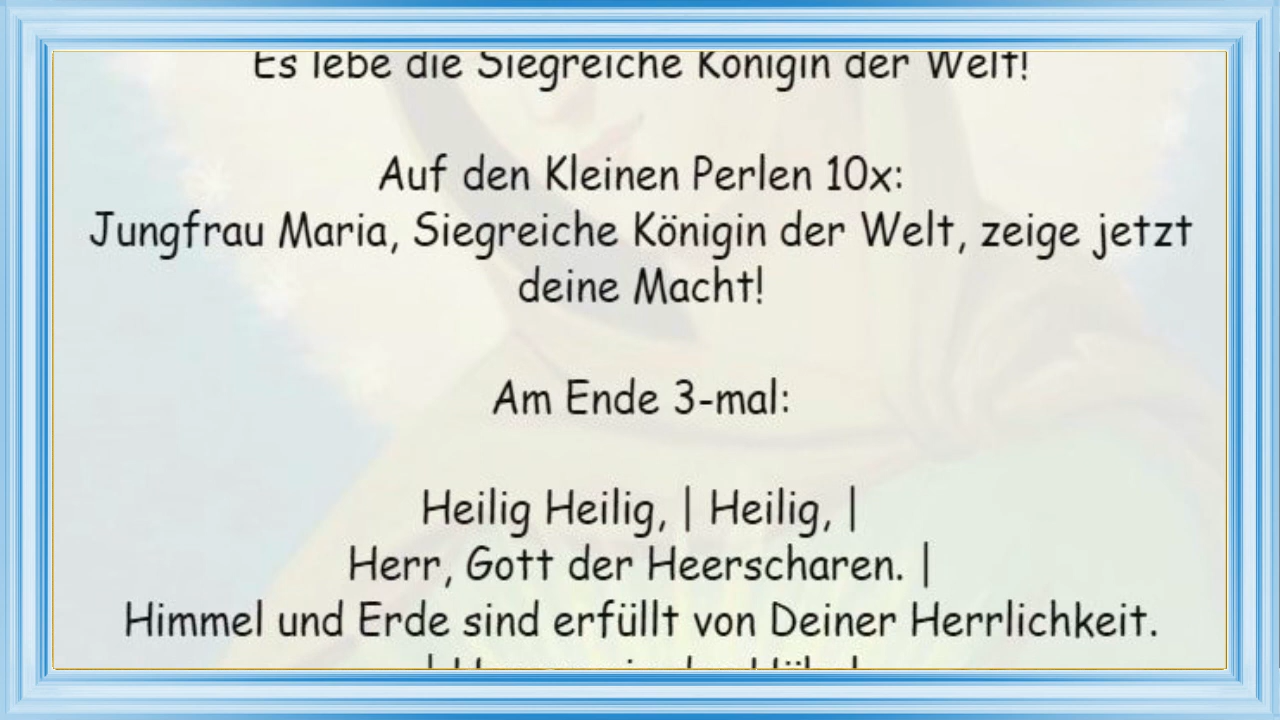 Es lebe die Siegreiche Königin der Welt!
Auf den Kleinen Perlen 10x:
Jungfrau Maria, Siegreiche Königin der Welt, zeige jetzt
deine Macht!
Am Ende 3-mal:
Heilig Heilig, | Heilig, |
Herr, Gott der Heerscharen. |
Himmel und Erde sind erfüllt von Deiner Herrlichkeit.